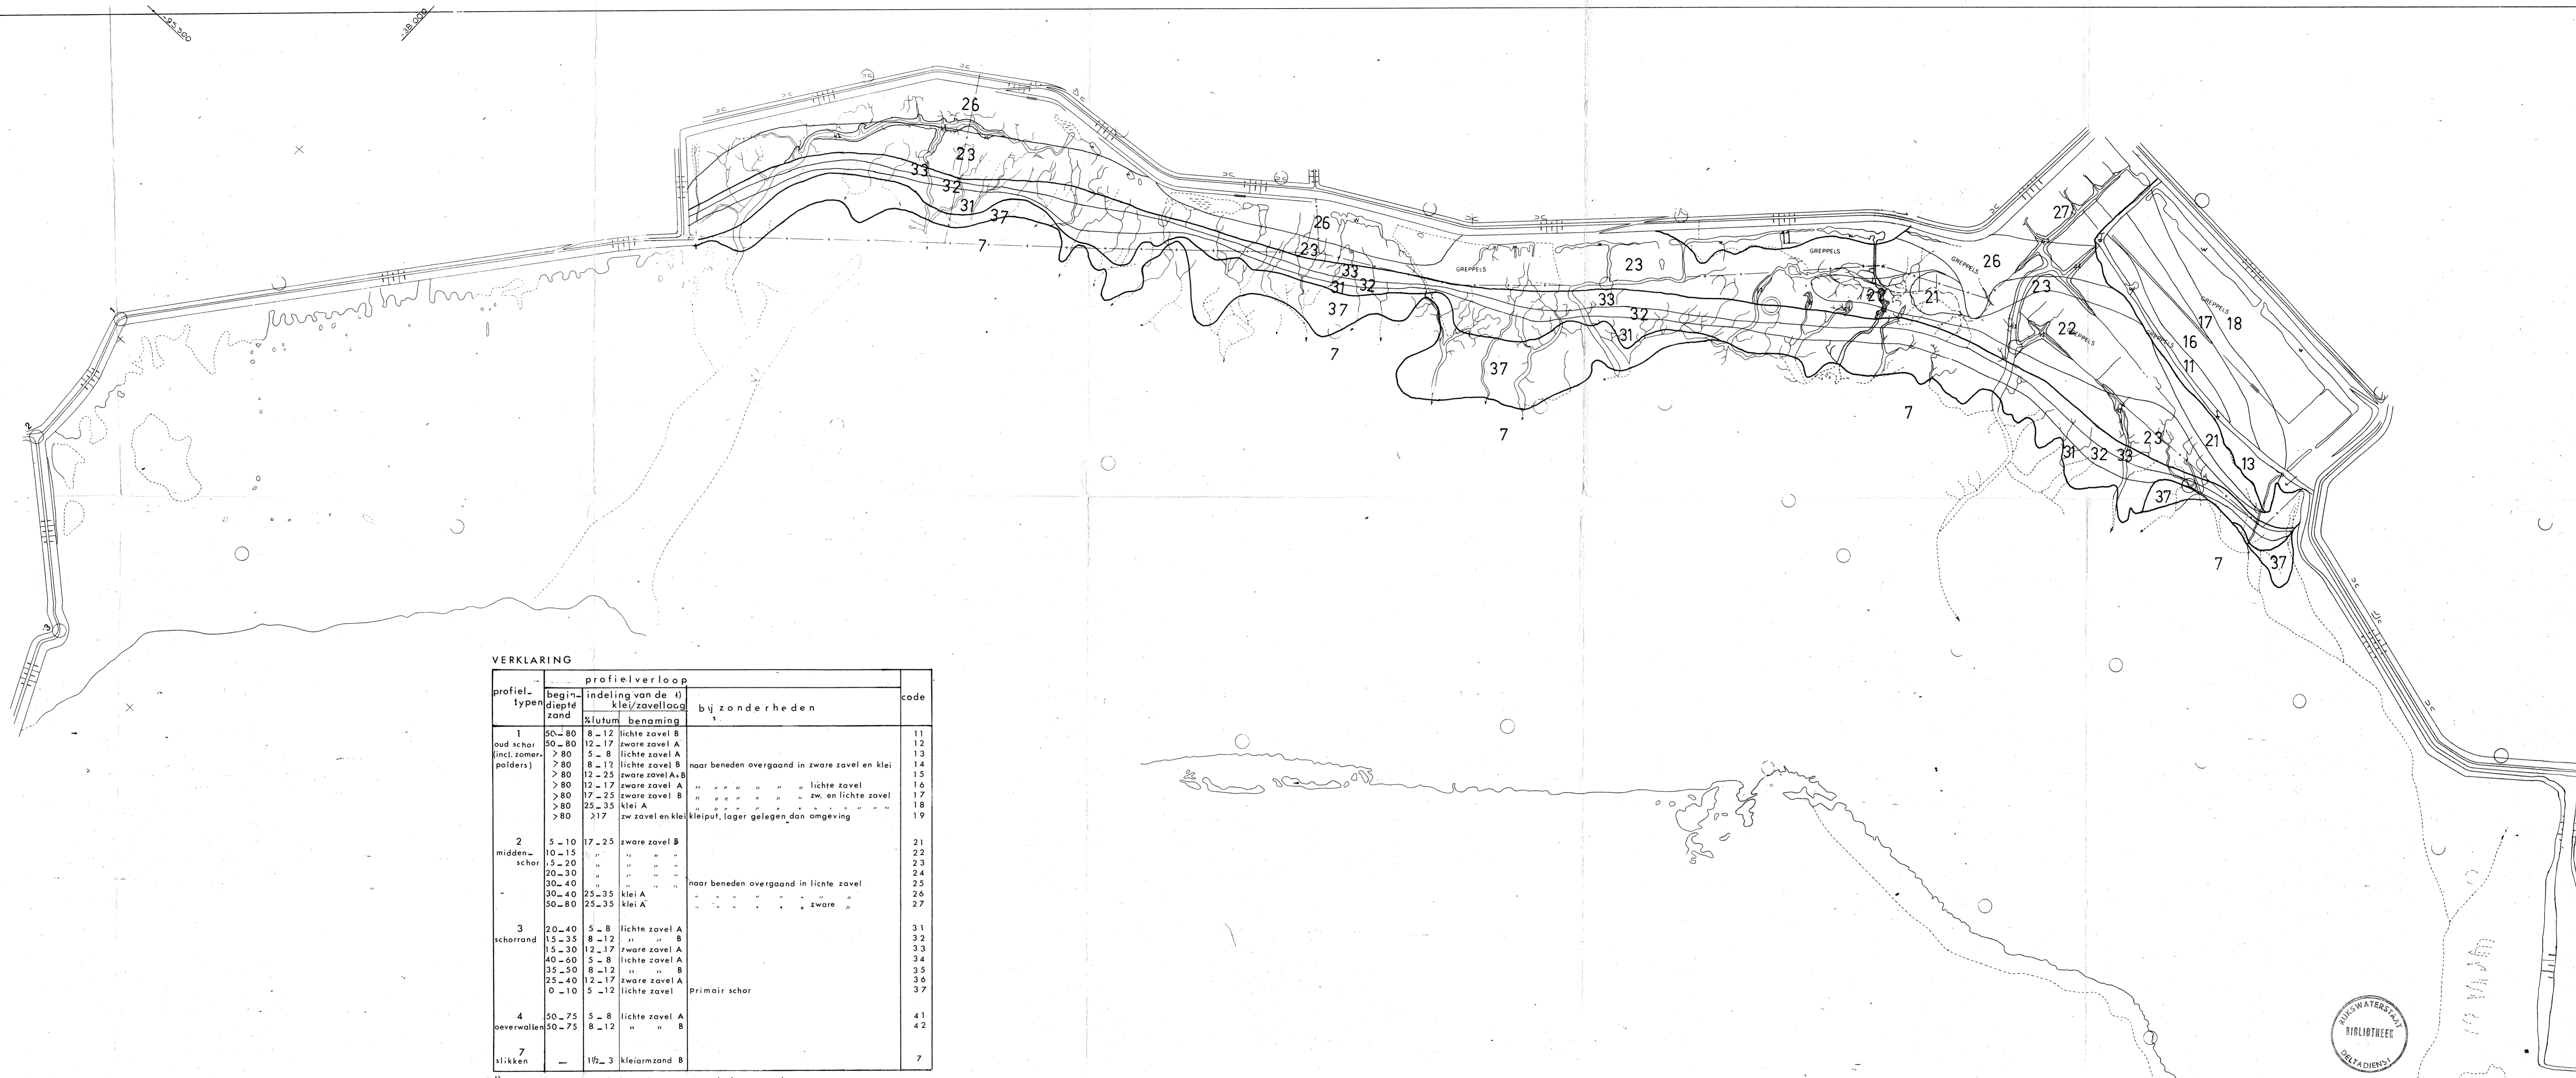 -95.500
-38.000
26
23
33
32
31
37
7
26
23
33
32
31
37
7
GREPPELS
23
11
GREPPELS
GREPPELS
26
27
23
22
21
22
GREPPELS
33
32
31
37
7
7
GREPPELS
GREPPELS
17
18
16
11
21
13
23
33
32
31
37
37
7
1
2
3
VERKLARING
profielverloop
profiel- typen
begin- diepte zand
indeling van de 1) klei/zavellaag
bijzonderheden
code
% lutum benaming
1 50-80 8-12 lichte zavel B 11
oud schor 50-80 12-17 zware zavel A 12
(incl. zomer- >80 5-8 lichte zavel A 13
polders) >80 8-12 lichte zavel B naar beneden overgaand in zware zavel en klei 14
>80 12-25 zware zavel A+B 15
>80 12-17 zware zavel A " " " " " " " lichte zavel 16
>80 17-25 zware zavel B " " " " " " " zw. en lichte zavel 17
>80 25-35 klei A " " " " " " " " " " " 18
>80 >17 zw zavel en klei kleiput, lager gelegen dan omgeving 19
2 5-10 17-25 zware zavel B 21
midden- 10-15 " " " " 22
schor 15-20 " " " " 23
20-30 " " " " 24
30-40 " " " " naar beneden overgaand in lichte zavel 25
" 30-40 25-35 klei A " " " " " " " " 26
50-80 25-35 klei A " " " " " " zware " 27
3 20-40 5-8 lichte zavel A 31
schorrand 15-35 8-12 " " B 32
15-30 12-17 zware zavel A 33
40-60 5-8 lichte zavel A 34
35-50 8-12 " " B 35
25-40 12-17 zware zavel A 36
0-10 5-12 lichte zavel primair schor 37
4 50-75 5-8 lichte zavel A 41
oeverwallen 50-75 8-12 " " B 42
7
slikken - 1½-3 kleiarmzand B 7
RIJKSWATERSTAAT
BIBLIOTHEEK
DELTADIENST